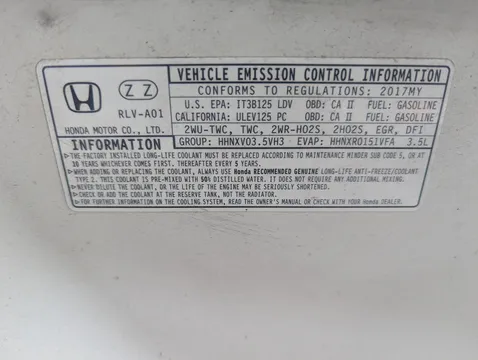 VEHICLE EMISSION CONTROL INFORMATION
ZZ
CONFORMS TO REGULATIONS: 2017MY
RLV-A01
U.S. EPA: IT3B125 LDV OBD: CA II FUEL: GASOLINE
CALIFORNIA: ULEV125 PC OBD: CA II FUEL: GASOLINE
HONDA MOTOR CO., LTD.
2WU-TWC, TWC, 2WR-HO2S, 2HO2S, EGR, DFI
INFORMATION
GROUP: HHNXV03.5VH3 EVAP: HHNXR0151VFA 3.5L
▶THE FACTORY INSTALLED LONG-LIFE COOLANT MUST BE REPLACED ACCORDING TO MAINTENANCE MINDER SUB CODE 5, OR AT
10 YEARS WHICHEVER COMES FIRST. THEREAFTER, REPLACE EVERY 5 YEARS.
▶WHEN ADDING OR REPLACING THE COOLANT, ALWAYS USE Honda RECOMMENDED GENUINE LONG-LIFE ANTI-FREEZE/COOLANT
TYPE 2. THIS COOLANT IS PRE-MIXED WITH 50% DISTILLED WATER. IT DOES NOT REQUIRE ANY ADDITIONAL MIXING.
▶NEVER DILUTE THE COOLANT, OR THE LIFE OF THE ENGINE MAY BE SERIOUSLY SHORTENED.
▶CHECK OR ADD COOLANT AT THE RESERVE TANK, NOT THE RADIATOR.
▶FOR FURTHER INFORMATION ON THE COOLING SYSTEM, READ THE OWNER'S MANUAL OR CHECK WITH YOUR Honda DEALER.